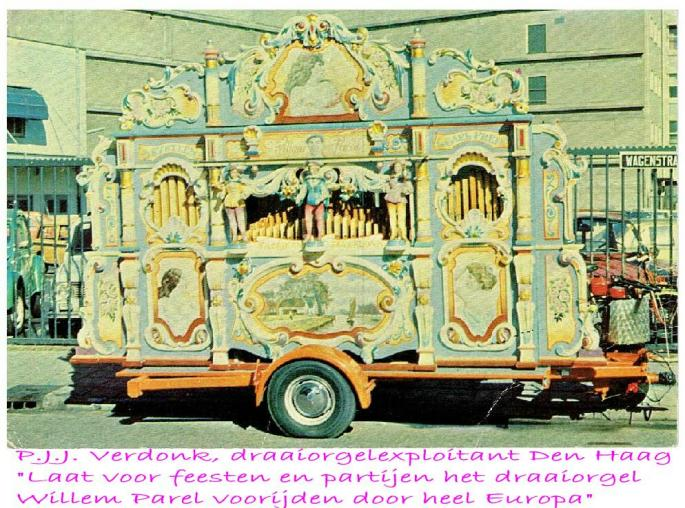 WAGENSTRA
P.J.J. Verdonk, draaiorgelexploitant Den Haag
"Laat voor feesten en partijen het draaiorgel
Willem Parel voorijden door heel Europa"